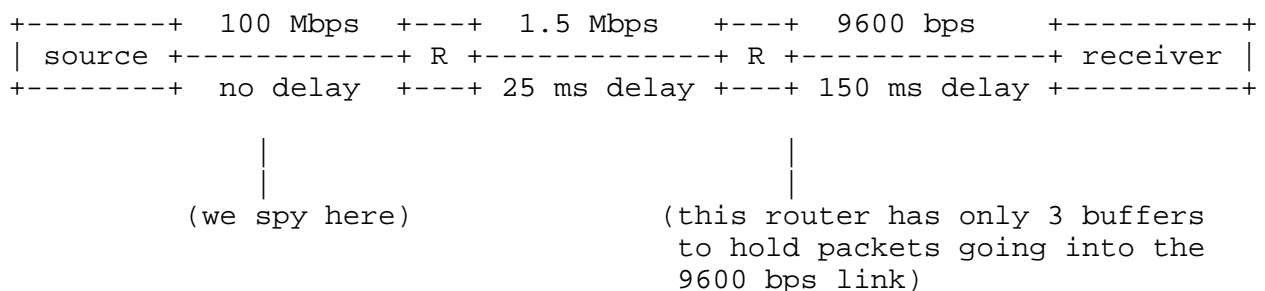 +--------+  100 Mbps  +---+  1.5 Mbps   +---+  9600 bps    +----------+
| source +------------+ R +-------------+ R +--------------+ receiver |
+--------+  no delay  +---+ 25 ms delay +---+ 150 ms delay +----------+
|                               |
|                               |
(we spy here)                (this router has only 3 buffers
to hold packets going into the
9600 bps link)